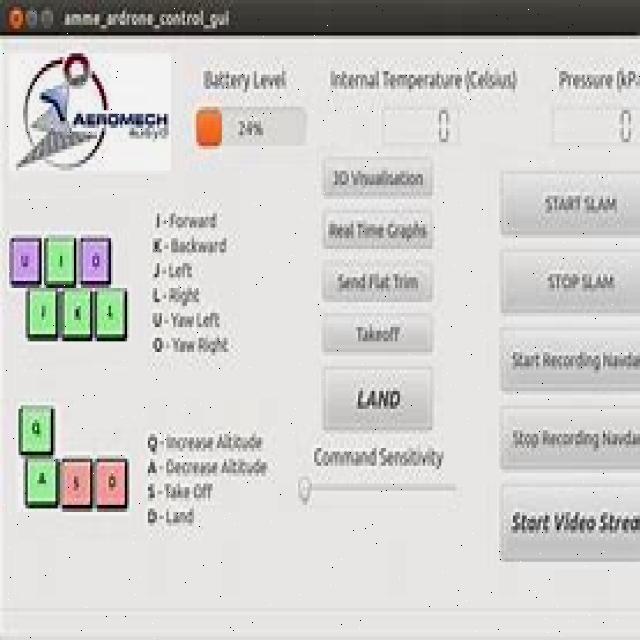 amme_ardrone_control_gui
AEROMECH
Battery Level
Internal Temperature (Celsius)
Pressure (kPa
24%
0
0
3D Visualisation
START SLAM
Real Time Graphs
Send Flat Trim
STOP SLAM
Takeoff
Start Recording Navda
LAND
Stop Recording Navda
Command Sensitivity
Start Video Strea
I - Forward
K - Backward
J - Left
L - Right
U - Yaw Left
O - Yaw Right
U I O
J K L
Q - Increase Altitude
A - Decrease Altitude
S - Take Off
D - Land
Q
A S D